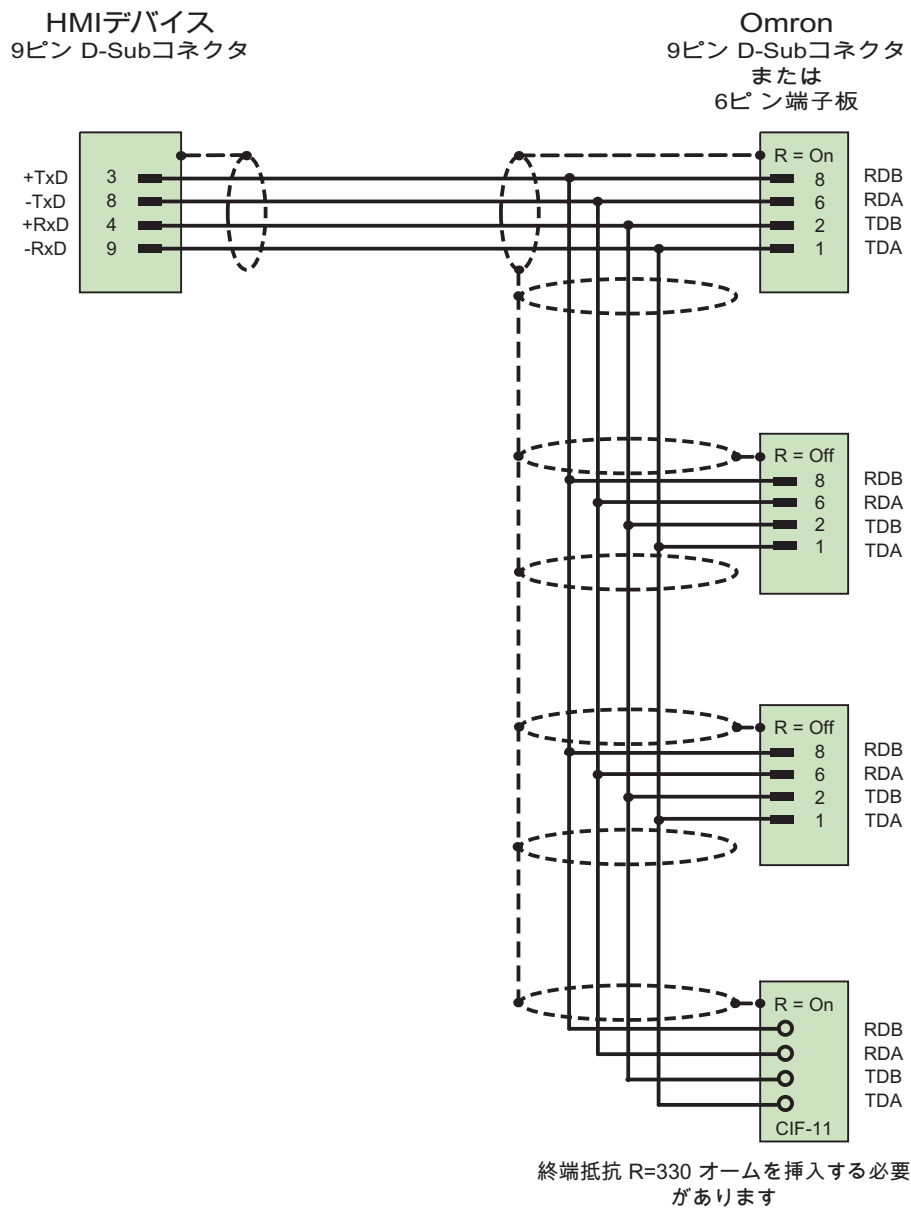 HMIデバイス
9ピン D-Subコネクタ
Omron
9ピン D-Subコネクタ
または
6ピン端子板
R = On
+TxD 3 8 RDB
-TxD 8 6 RDA
+RxD 4 2 TDB
-RxD 9 1 TDA
R = Off
8 RDB
6 RDA
2 TDB
1 TDA
R = Off
8 RDB
6 RDA
2 TDB
1 TDA
R = On
RDB
RDA
TDB
TDA
CIF-11
終端抵抗 R=330 オームを挿入する必要
があります